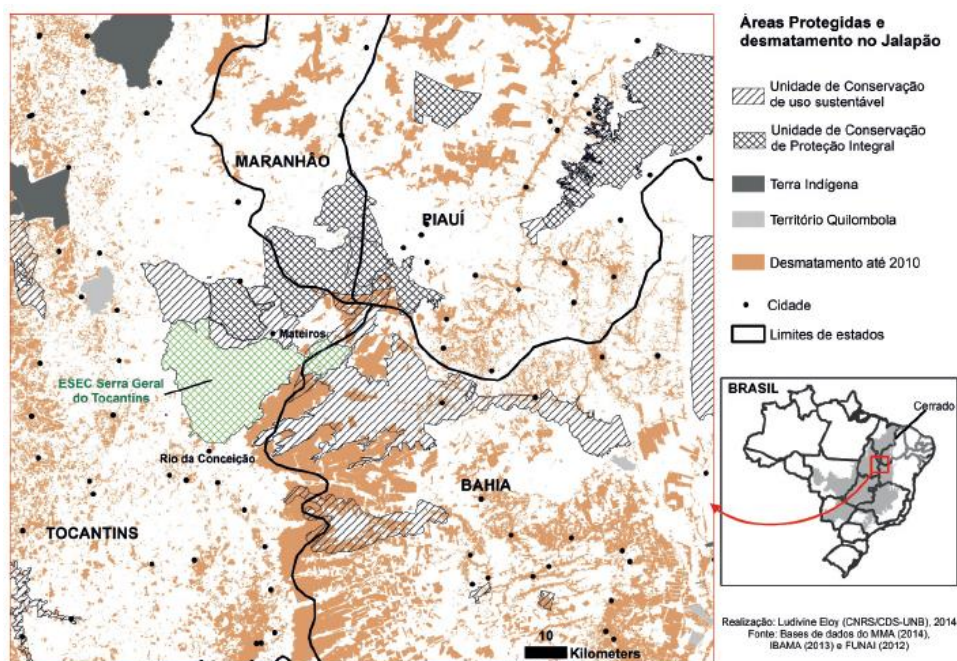 MARANHÃO
PIAUÍ
Mateiros
ESEC Serra Geral
do Tocantins
Rio da Conceição
BAHIA
TOCANTINS
10
Kilometers
Áreas Protegidas e
desmatamento no Jalapão
Unidade de Conservação
de uso sustentável
Unidade de Conservação
de Proteção Integral
Terra Indígena
Território Quilombola
Desmatamento até 2010
Cidade
Limites de estados
BRASIL
Cerrado
Realização: Ludivine Eloy (CNRS/CDS-UNB), 2014
Fonte: Bases de dados do MMA (2014),
IBAMA (2013) e FUNAI (2012)